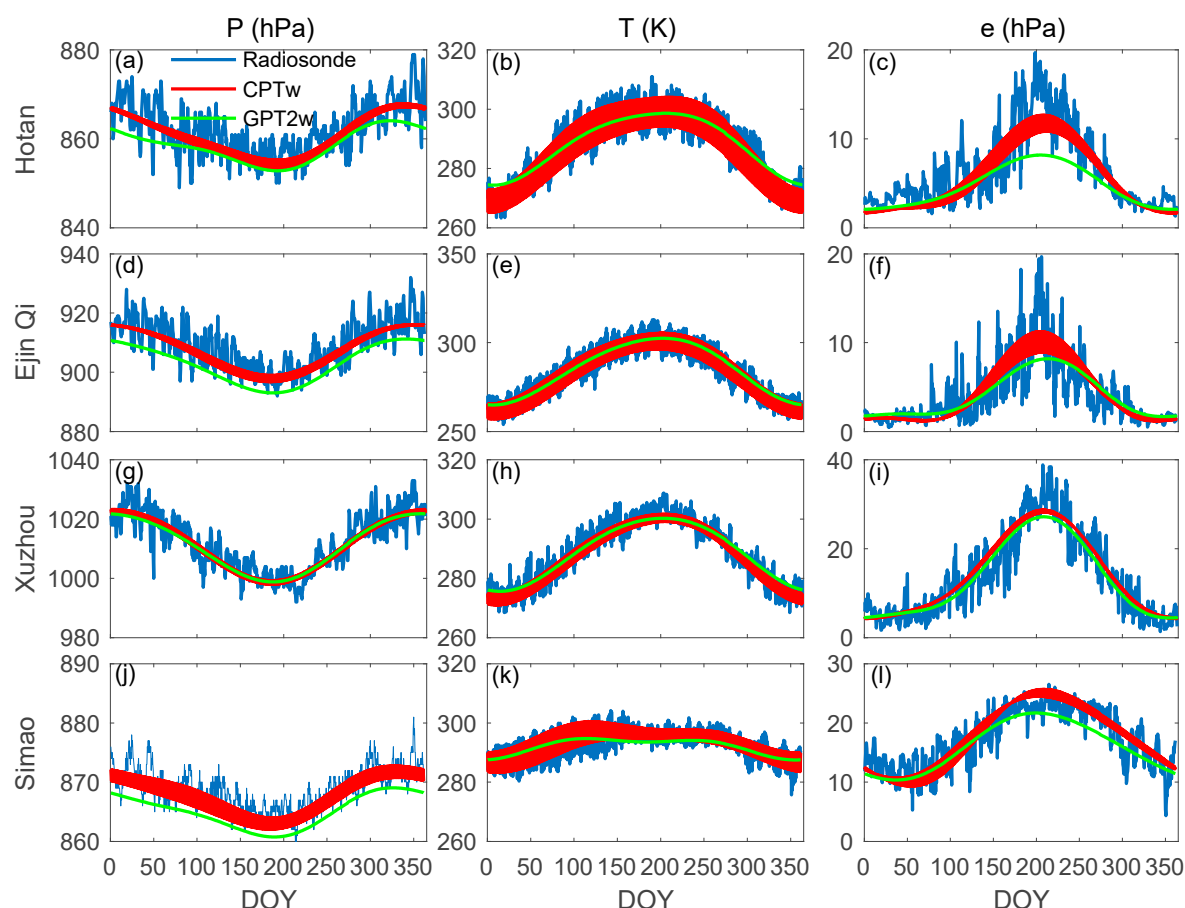 P (hPa) T (K) e (hPa)
880 320 20
(a) Radiosonde (b) (c)
CPTw
GPT2w
Hotan
860 300 10
280
840 260 0
940 350 20
(d) (e) (f)
Ejin Qi
920 300 10
900
880 250 0
1040 320 40
(g) (h) (i)
Xuzhou
1020 300 20
1000 280
980 260 0
890 320 30
(j) (k) (l)
Simao
880 300 20
870 280 10
860 260 0
0 50 100 150 200 250 300 350 0 50 100 150 200 250 300 350 0 50 100 150 200 250 300 350
DOY DOY DOY